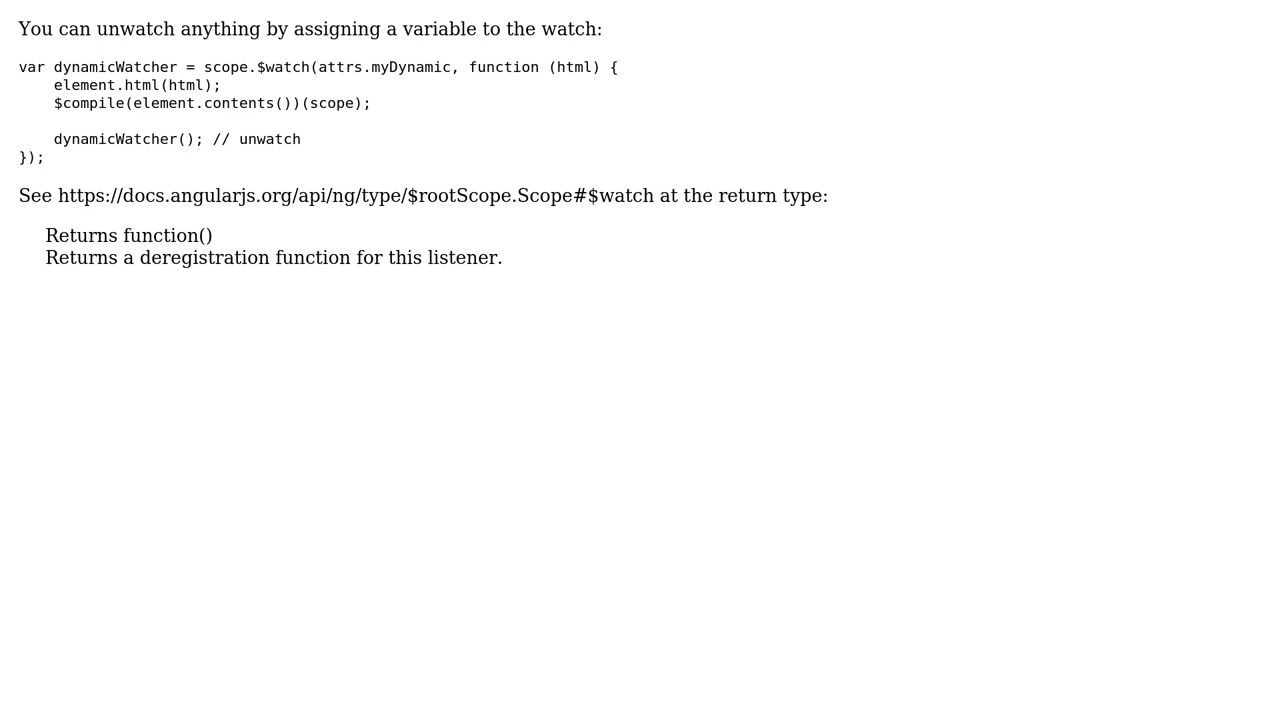 You can unwatch anything by assigning a variable to the watch:
var dynamicWatcher = scope.$watch(attrs.myDynamic, function (html) {
    element.html(html);
    $compile(element.contents())(scope);

    dynamicWatcher(); // unwatch
});
See https://docs.angularjs.org/api/ng/type/$rootScope.Scope#$watch at the return type:
Returns function()
Returns a deregistration function for this listener.